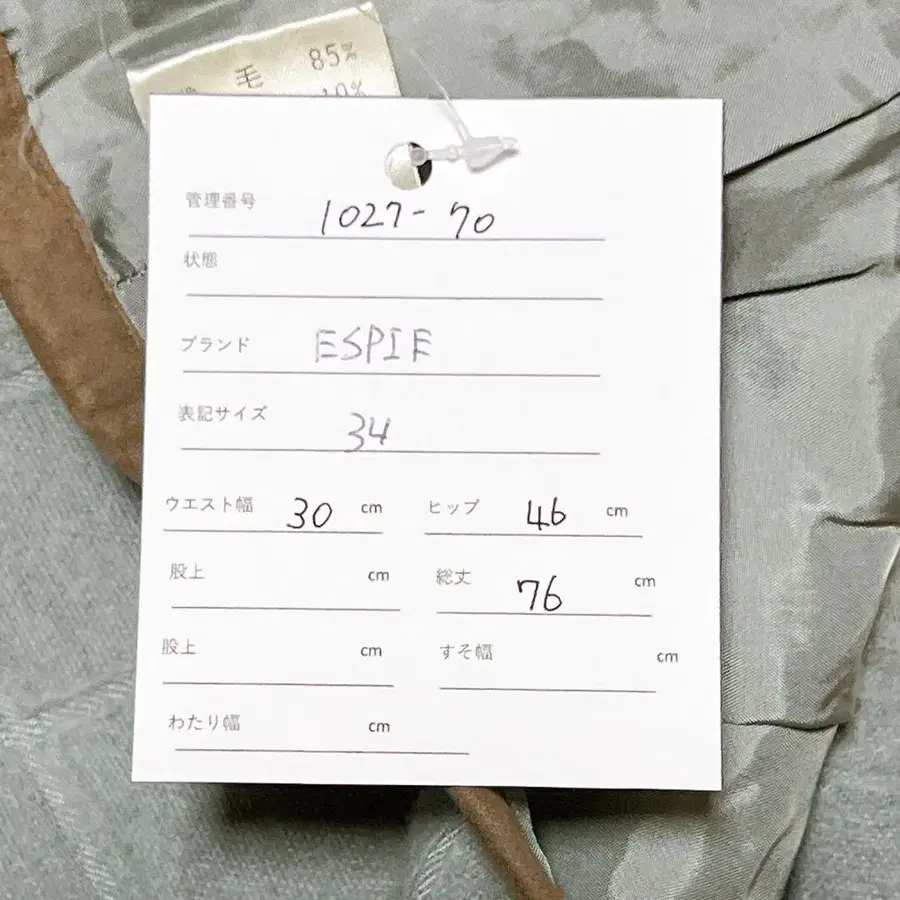 毛 85%
10%
管理番号 1027-70
状態
ブランド ESPIE
表記サイズ 34
ウエスト幅 30 cm ヒップ 46 cm
股上 cm 総丈 76 cm
股上 cm すそ幅 cm
わたり幅 cm